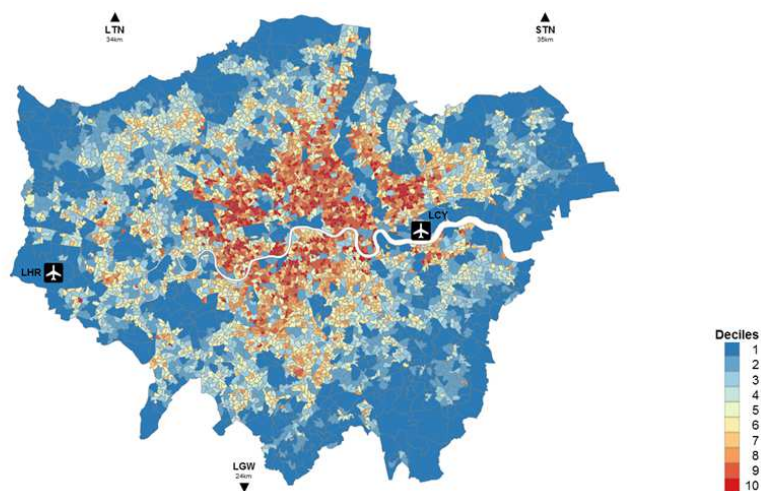 LTN
34km
STN
35km
LCY
LHR
LGW
24km
Deciles
1
2
3
4
5
6
7
8
9
10